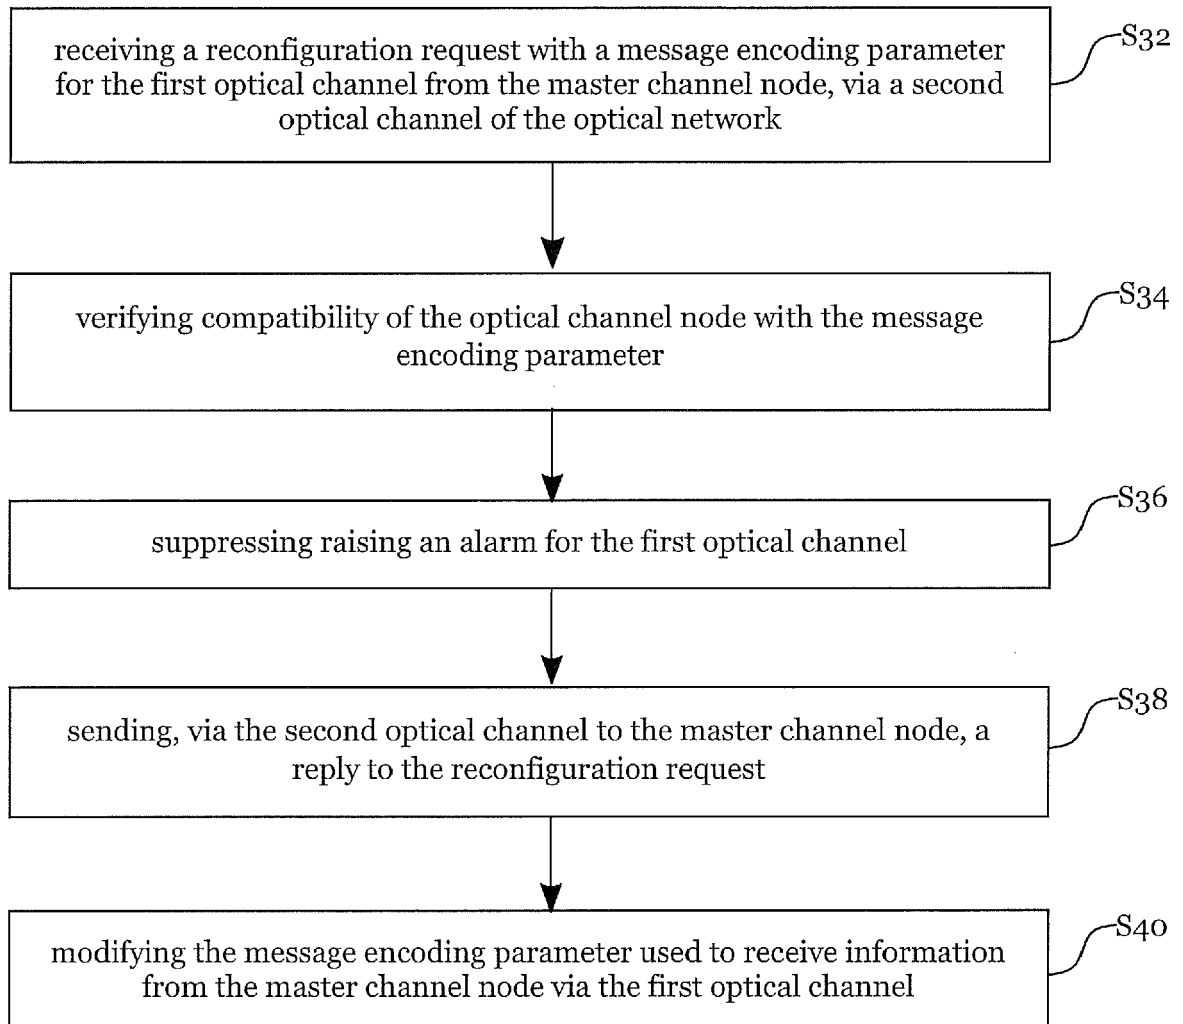 receiving a reconfiguration request with a message encoding parameter
for the first optical channel from the master channel node, via a second
optical channel of the optical network
S32
verifying compatibility of the optical channel node with the message
encoding parameter
S34
suppressing raising an alarm for the first optical channel
S36
sending, via the second optical channel to the master channel node, a
reply to the reconfiguration request
S38
modifying the message encoding parameter used to receive information
from the master channel node via the first optical channel
S40